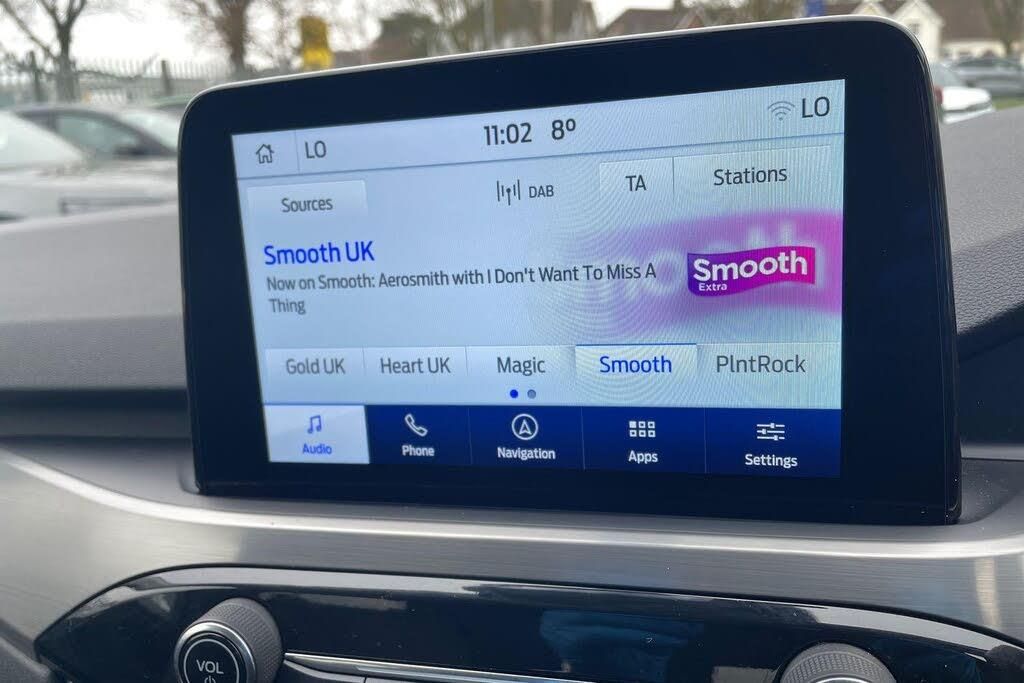 LO 11:02 8º LO
Sources DAB TA Stations
Smooth UK
Now on Smooth: Aerosmith with I Don't Want To Miss A
Thing
Smooth
Extra
Gold UK Heart UK Magic Smooth PlntRock
Audio Phone Navigation Apps Settings
VOL